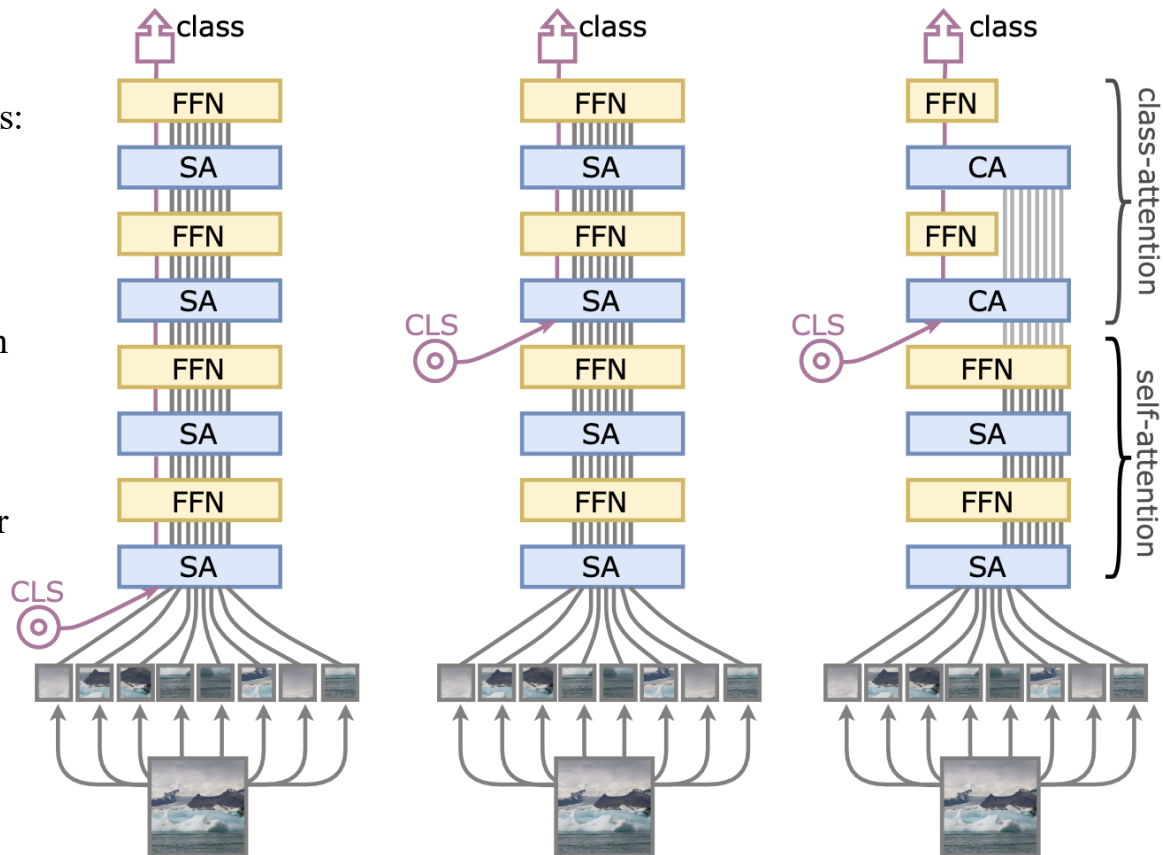 class
FFN
SA
FFN
SA
FFN
SA
FFN
SA
CLS
class
FFN
SA
FFN
SA
CLS
FFN
SA
FFN
SA
class
FFN
CA
FFN
CA
CLS
FFN
SA
FFN
SA
class-attention
self-attention
s:
n
r